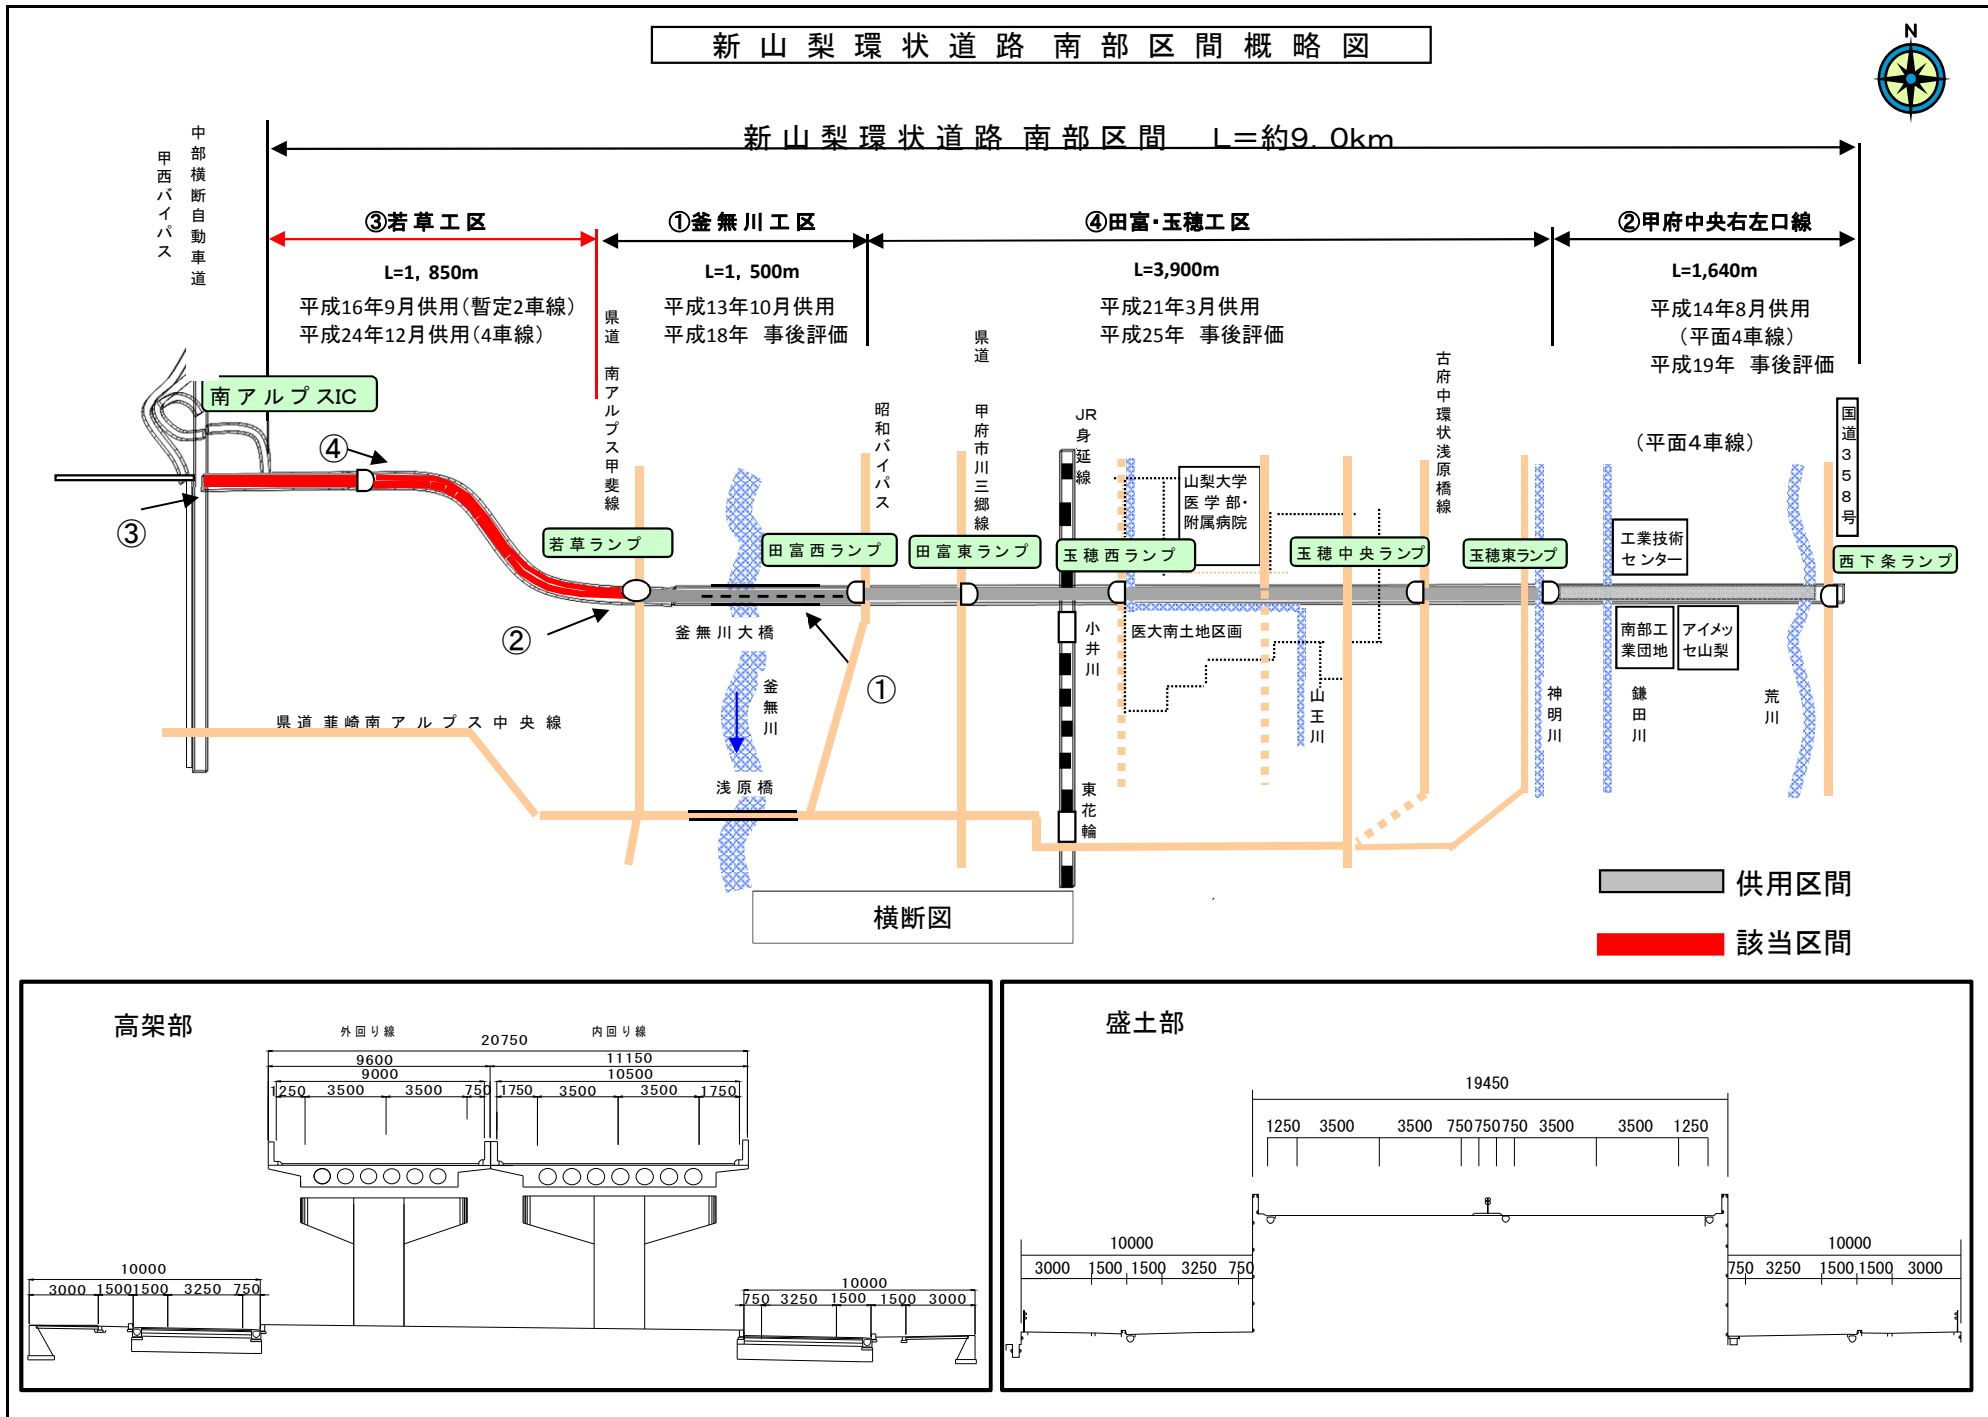 新山梨環状道路 南部区間概略図
N
新山梨環状道路 南部区間 L=約9.0km
中部横断自動車道
甲西バイパス
③若草工区
L=1,850m
平成16年9月供用(暫定2車線)
平成24年12月供用(4車線)
①釜無川工区
L=1,500m
平成13年10月供用
平成18年 事後評価
④田富・玉穂工区
L=3,900m
平成21年3月供用
平成25年 事後評価
②甲府中央右左口線
L=1,640m
平成14年8月供用
(平面4車線)
平成19年 事後評価
県道 南アルプス甲斐線
昭和バイパス
県道 甲府市川三郷線
JR身延線
古府中環状浅原橋線
(平面4車線)
国道358号
南アルプスIC
④
③
②
①
若草ランプ
田富西ランプ
田富東ランプ
玉穂西ランプ
玉穂中央ランプ
玉穂東ランプ
西下条ランプ
山梨大学
医学部・
附属病院
工業技術
センター
南部工
業団地
アイメッ
セ山梨
釜無川大橋
釜無川
浅原橋
小井川
東花輪
医大南土地区画
山王川
神明川
鎌田川
荒川
県道韮崎南アルプス中央線
供用区間
該当区間
横断図
高架部
外回り線
内回り線
20750
9600
11150
9000
10500
1250 3500 3500 750 1750 3500 3500 1750
10000
3000 1500 1500 3250 750
10000
750 3250 1500 1500 3000
盛土部
19450
1250 3500 3500 750 750 750 3500 3500 1250
10000
3000 1500 1500 3250 750
10000
750 3250 1500 1500 3000